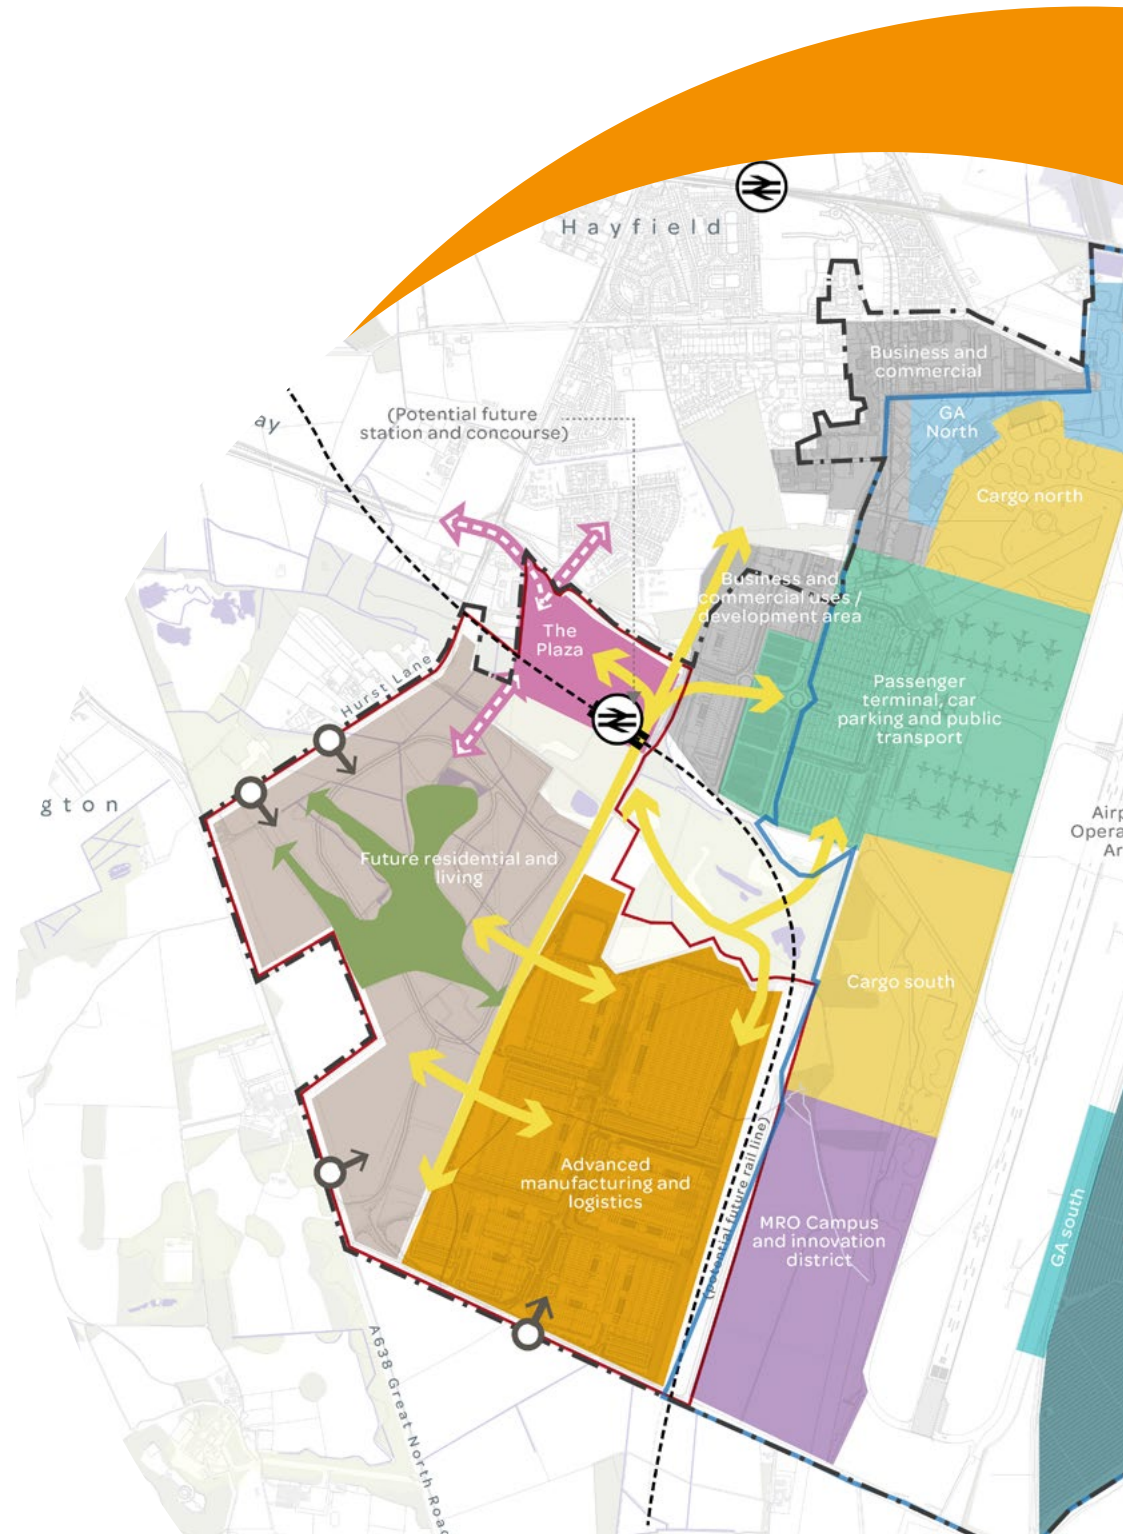 Hayfield
Business and
commercial
(Potential future
station and concourse)
ay
GA
North
Cargo north
Business and
commercial uses /
development area
The
Plaza
Hurst Lane
Passenger
terminal, car
parking and public
transport
gton
Airp
Opera
Ar
Future residential and
living
Cargo south
Advanced
manufacturing and
logistics
(potential future rail line)
MRO Campus
and innovation
district
GA south
A638 Great North Roa